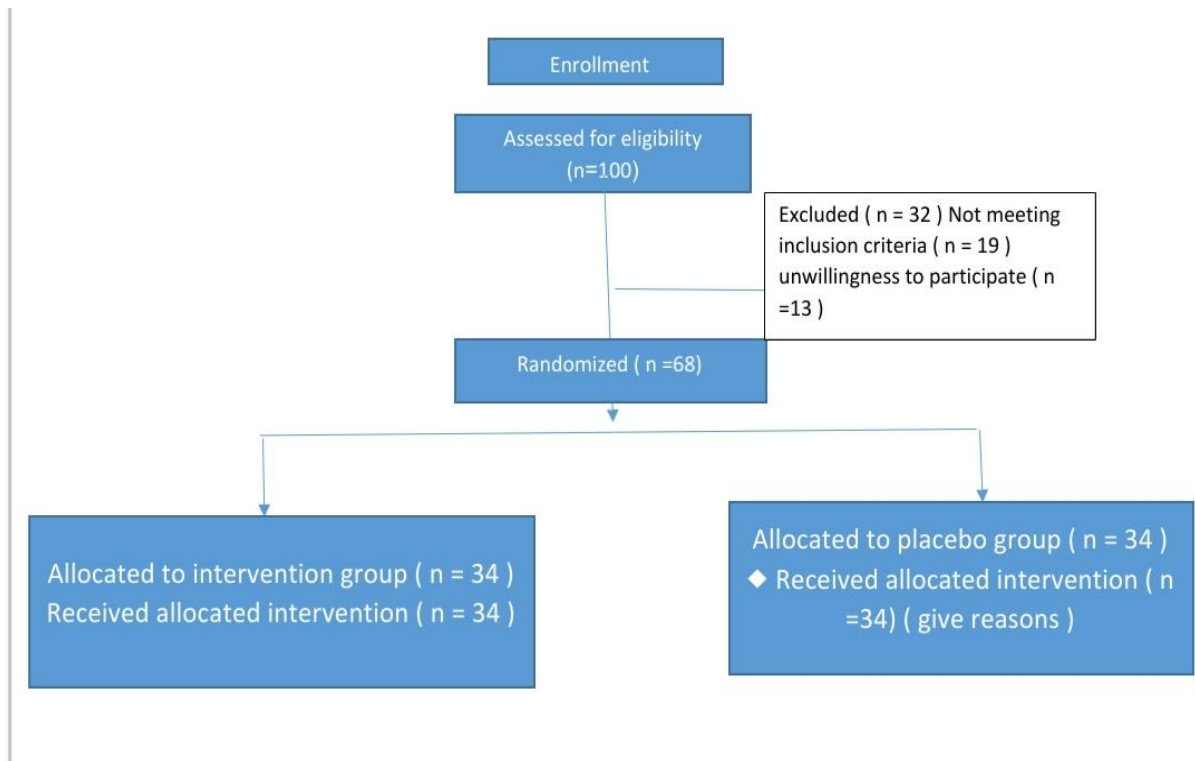 Enrollment
Assessed for eligibility
(n=100)
Excluded ( n = 32 ) Not meeting
inclusion criteria ( n = 19 )
unwillingness to participate ( n
=13 )
Randomized ( n =68)
Allocated to intervention group ( n = 34 )
Received allocated intervention ( n = 34 )
Allocated to placebo group ( n = 34 )
◆ Received allocated intervention ( n
=34) ( give reasons )